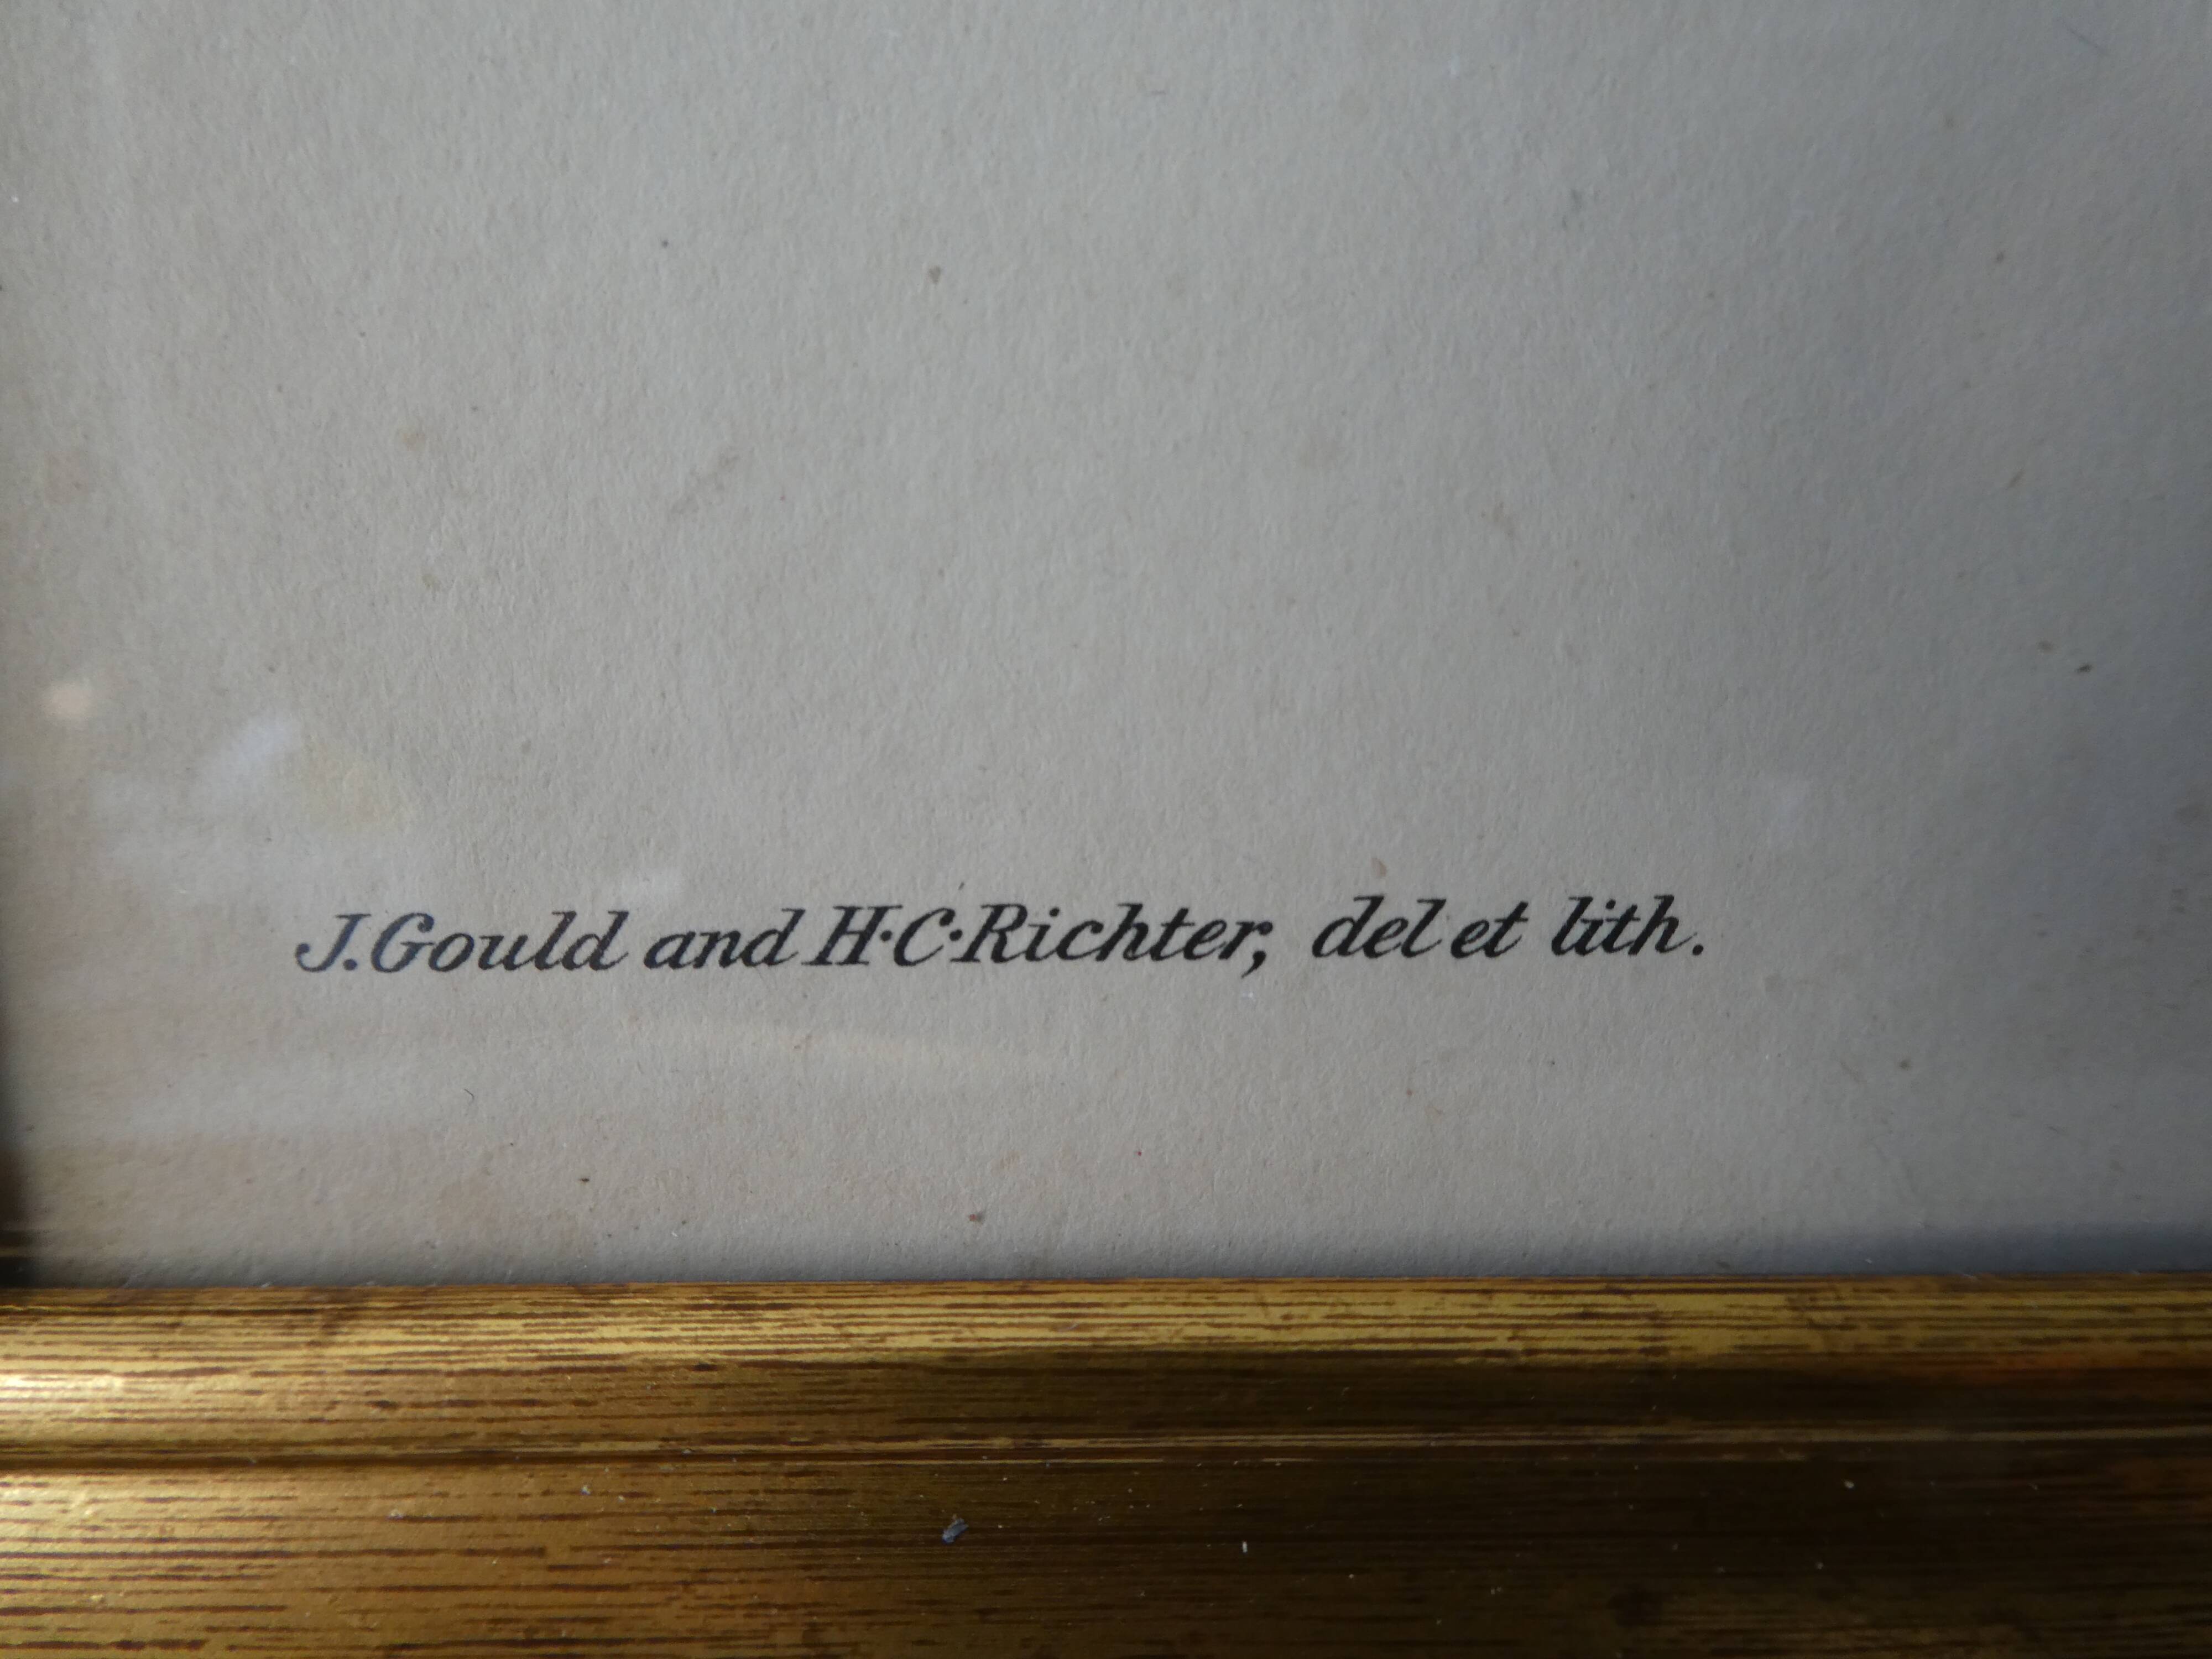 J. Gould and H·C·Richter, del et lith.